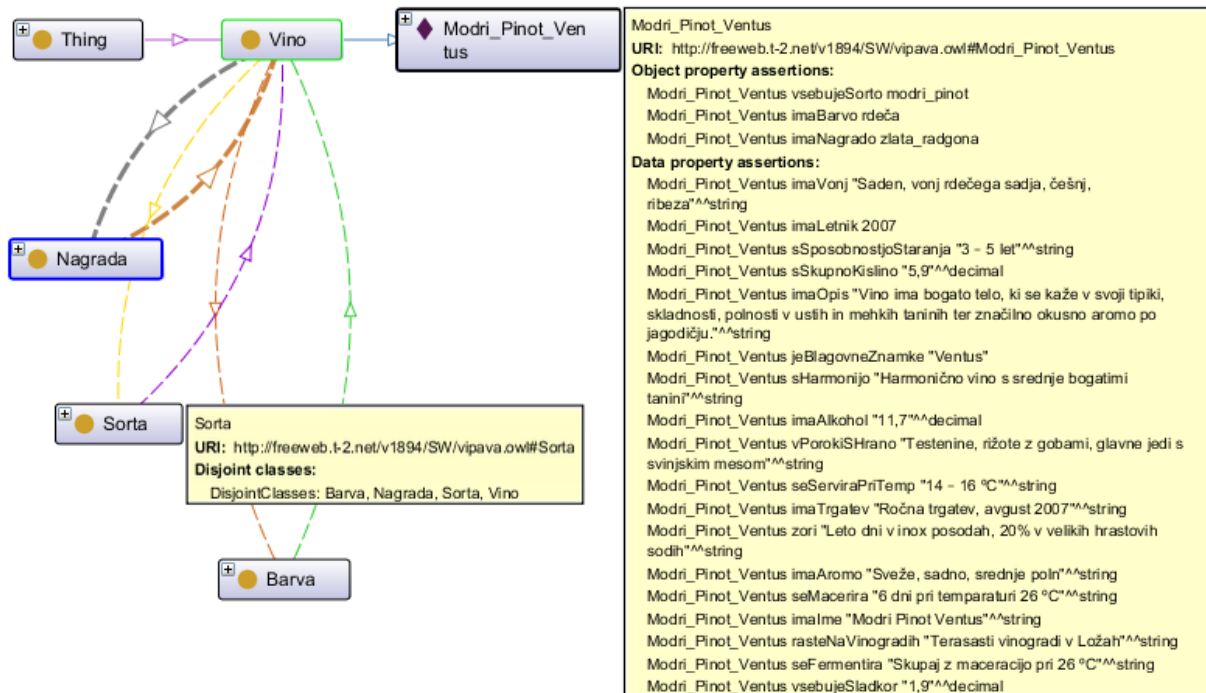 Thing
Vino
Modri_Pinot_Ven
tus
Nagrada
Sorta
Sorta
URI: http://freeweb.t-2.net/v1894/SW/vipava.owl#Sorta
Disjoint classes:
DisjointClasses: Barva, Nagrada, Sorta, Vino
Barva
Modri_Pinot_Ventus
URI: http://freeweb.t-2.net/v1894/SW/vipava.owl#Modri_Pinot_Ventus
Object property assertions:
Modri_Pinot_Ventus vsebujeSorto modri_pinot
Modri_Pinot_Ventus imaBarvo rdeča
Modri_Pinot_Ventus imaNagrado zlata_radgona
Data property assertions:
Modri_Pinot_Ventus imaVonj "Saden, vonj rdečega sadja, češnj,
ribeza"^^string
Modri_Pinot_Ventus imaLetnik 2007
Modri_Pinot_Ventus sSposobnostjoStaranja "3 – 5 let"^^string
Modri_Pinot_Ventus sSkupnoKislino "5,9"^^decimal
Modri_Pinot_Ventus imaOpis "Vino ima bogato telo, ki se kaže v svoji tipiki,
skladnosti, polnosti v ustih in mehkih taninih ter značilno okusno aromo po
jagodičju."^^string
Modri_Pinot_Ventus jeBlagovneZnamke "Ventus"
Modri_Pinot_Ventus sHarmonijo "Harmonično vino s srednje bogatimi
tanini"^^string
Modri_Pinot_Ventus imaAlkohol "11,7"^^decimal
Modri_Pinot_Ventus vPorokiSHrano "Testenine, rižote z gobami, glavne jedi s
svinjskim mesom"^^string
Modri_Pinot_Ventus seServiraPriTemp "14 – 16 ºC"^^string
Modri_Pinot_Ventus imaTrgatev "Ročna trgatev, avgust 2007"^^string
Modri_Pinot_Ventus zori "Leto dni v inox posodah, 20% v velikih hrastovih
sodih"^^string
Modri_Pinot_Ventus imaAromo "Sveže, sadno, srednje poln"^^string
Modri_Pinot_Ventus seMacerira "6 dni pri temparaturi 26 ºC"^^string
Modri_Pinot_Ventus imaIme "Modri Pinot Ventus"^^string
Modri_Pinot_Ventus rasteNaVinogradih "Terasasti vinogradi v Ložah"^^string
Modri_Pinot_Ventus seFermentira "Skupaj z maceracijo pri 26 ºC"^^string
Modri_Pinot_Ventus vsebujeSladkor "1,9"^^decimal